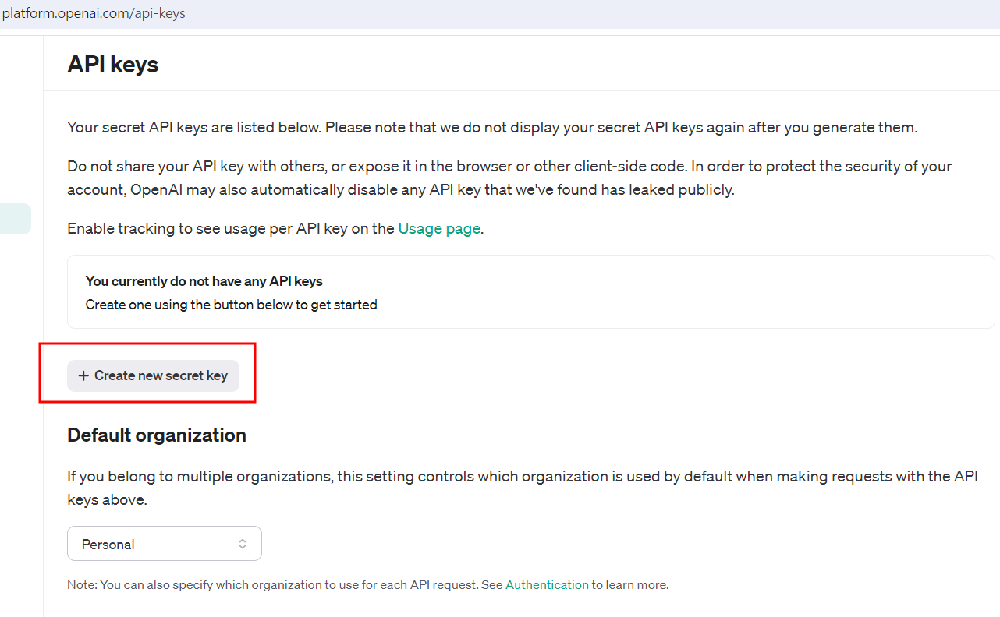 platform.openai.com/api-keys
API keys
Your secret API keys are listed below. Please note that we do not display your secret API keys again after you generate them.
Do not share your API key with others, or expose it in the browser or other client-side code. In order to protect the security of your
account, OpenAI may also automatically disable any API key that we've found has leaked publicly.
Enable tracking to see usage per API key on the Usage page.
You currently do not have any API keys
Create one using the button below to get started
+ Create new secret key
Default organization
If you belong to multiple organizations, this setting controls which organization is used by default when making requests with the API
keys above.
Personal
Note: You can also specify which organization to use for each API request. See Authentication to learn more.